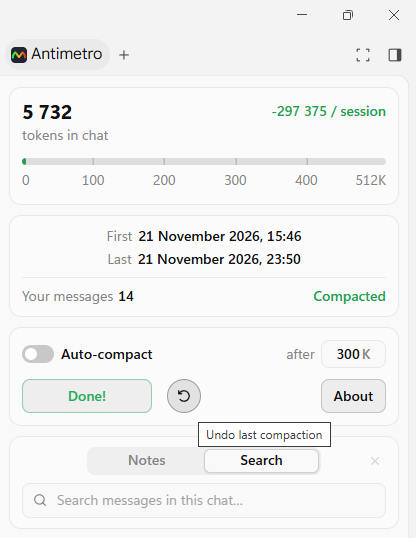 Antimetro
5 732
-297 375 / session
tokens in chat
0 100 200 300 400 512K
First 21 November 2026, 15:46
Last 21 November 2026, 23:50
Your messages 14
Compacted
Auto-compact
after 300 K
Done!
About
Undo last compaction
Notes
Search
Search messages in this chat...